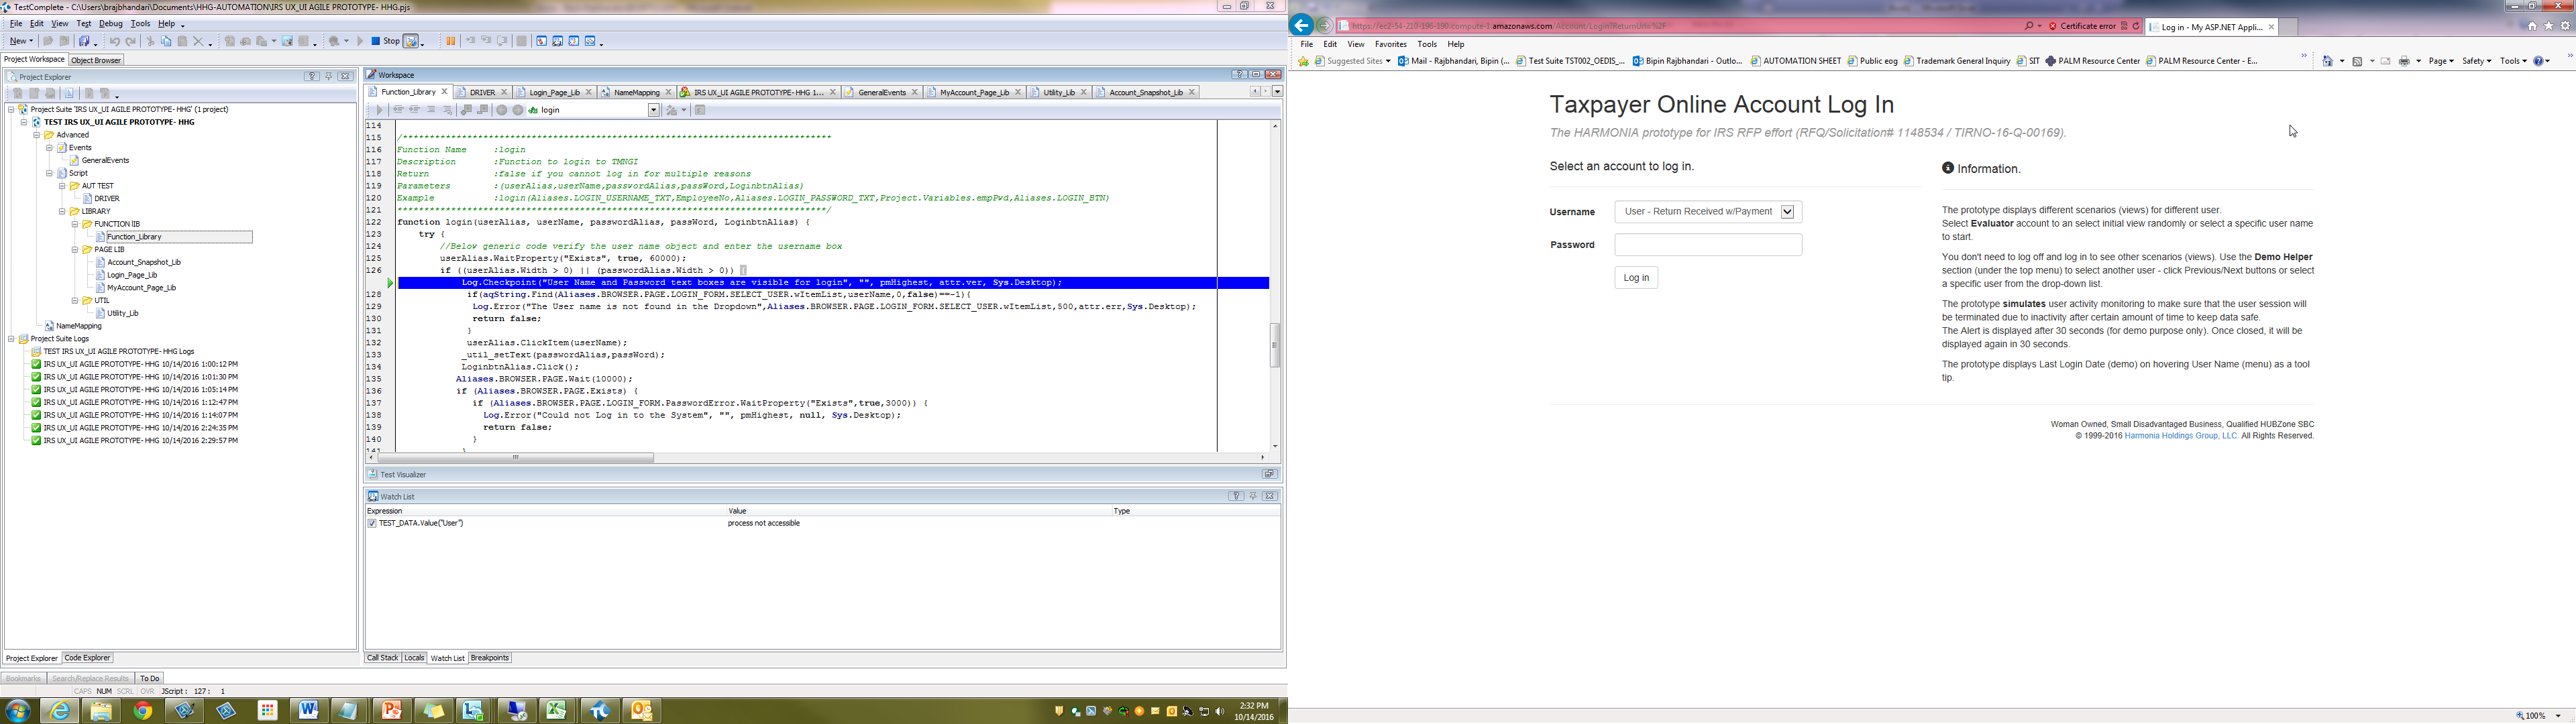 TestComplete - C:\Users\brajbhandari\Documents\HHG-AUTOMATION\IRS UX_UI AGILE PROTOTYPE- HHG.pjs
File Edit View Test Debug Tools Help
New Stop
Project Workspace Object Browser
Project Explorer
Project Suite 'IRS UX_UI AGILE PROTOTYPE- HHG' (1 project)
TEST IRS UX_UI AGILE PROTOTYPE- HHG
Advanced
Events
GeneralEvents
Script
AUT TEST
DRIVER
LIBRARY
FUNCTION lIB
Function_Library
PAGE LIB
Account_Snapshot_Lib
Login_Page_Lib
MyAccount_Page_Lib
UTIL
Utility_Lib
NameMapping
Project Suite Logs
TEST IRS UX_UI AGILE PROTOTYPE- HHG Logs
IRS UX_UI AGILE PROTOTYPE- HHG 10/14/2016 1:00:12 PM
IRS UX_UI AGILE PROTOTYPE- HHG 10/14/2016 1:01:30 PM
IRS UX_UI AGILE PROTOTYPE- HHG 10/14/2016 1:05:14 PM
IRS UX_UI AGILE PROTOTYPE- HHG 10/14/2016 1:12:47 PM
IRS UX_UI AGILE PROTOTYPE- HHG 10/14/2016 1:14:07 PM
IRS UX_UI AGILE PROTOTYPE- HHG 10/14/2016 2:24:35 PM
IRS UX_UI AGILE PROTOTYPE- HHG 10/14/2016 2:29:57 PM
Project Explorer Code Explorer
Workspace
Function_Library DRIVER Login_Page_Lib NameMapping IRS UX_UI AGILE PROTOTYPE- HHG 1... GeneralEvents MyAccount_Page_Lib Utility_Lib Account_Snapshot_Lib
login
114
115 /********************************************************************************
116 Function Name :login
117 Description :Function to login to TMNGI
118 Return :false if you cannot log in for multiple reasons
119 Parameters :(userAlias,userName,passwordAlias,passWord,LoginbtnAlias)
120 Example :login(Aliases.LOGIN_USERNAME_TXT,EmployeeNo,Aliases.LOGIN_PASSWORD_TXT,Project.Variables.empPwd,Aliases.LOGIN_BTN)
121 ********************************************************************************/
122 function login(userAlias, userName, passwordAlias, passWord, LoginbtnAlias) {
123 try {
124 //Below generic code verify the user name object and enter the username box
125 userAlias.WaitProperty("Exists", true, 60000);
126 if ((userAlias.Width > 0) || (passwordAlias.Width > 0)) {
Log.Checkpoint("User Name and Password text boxes are visible for login", "", pmHighest, attr.ver, Sys.Desktop);
128 if(aqString.Find(Aliases.BROWSER.PAGE.LOGIN_FORM.SELECT_USER.wItemList,userName,0,false)==-1){
129 Log.Error("The User name is not found in the Dropdown",Aliases.BROWSER.PAGE.LOGIN_FORM.SELECT_USER.wItemList,500,attr.err,Sys.Desktop);
130 return false;
131 }
132 userAlias.ClickItem(userName);
133 _util_setText(passwordAlias,passWord);
134 LoginbtnAlias.Click();
135 Aliases.BROWSER.PAGE.Wait(10000);
136 if (Aliases.BROWSER.PAGE.Exists) {
137 if (Aliases.BROWSER.PAGE.LOGIN_FORM.PasswordError.WaitProperty("Exists",true,3000)) {
138 Log.Error("Could not Log in to the System", "", pmHighest, null, Sys.Desktop);
139 return false;
140 }
141 }
Test Visualizer
Watch List
Expression Value Type
TEST_DATA.Value("User") process not accessible
Call Stack Locals Watch List Breakpoints
Bookmarks Search/Replace Results To Do
CAPS NUM SCRL OVR JScript : 127 : 1
2:32 PM
10/14/2016
https://ec2-54-210-196-190.compute-1.amazonaws.com/Account/Login?ReturnUrl=%2F Certificate error Log in - My ASP.NET Appli...
File Edit View Favorites Tools Help
Suggested Sites Mail - Rajbhandari, Bipin (... Test Suite TST002_OEDIS_... Bipin Rajbhandari - Outlo... AUTOMATION SHEET Public eog Trademark General Inquiry SIT PALM Resource Center PALM Resource Center - E... Page Safety Tools
Taxpayer Online Account Log In
The HARMONIA prototype for IRS RFP effort (RFQ/Solicitation# 1148534 / TIRNO-16-Q-00169).
Select an account to log in.
Username User - Return Received w/Payment
Password
Log in
Information.
The prototype displays different scenarios (views) for different user.
Select Evaluator account to an select initial view randomly or select a specific user name
to start.
You don't need to log off and log in to see other scenarios (views). Use the Demo Helper
section (under the top menu) to select another user - click Previous/Next buttons or select
a specific user from the drop-down list.
The prototype simulates user activity monitoring to make sure that the user session will
be terminated due to inactivity after certain amount of time to keep data safe.
The Alert is displayed after 30 seconds (for demo purpose only). Once closed, it will be
displayed again in 30 seconds.
The prototype displays Last Login Date (demo) on hovering User Name (menu) as a tool
tip.
Woman Owned, Small Disadvantaged Business, Qualified HUBZone SBC
© 1999-2016 Harmonia Holdings Group, LLC. All Rights Reserved.
100%